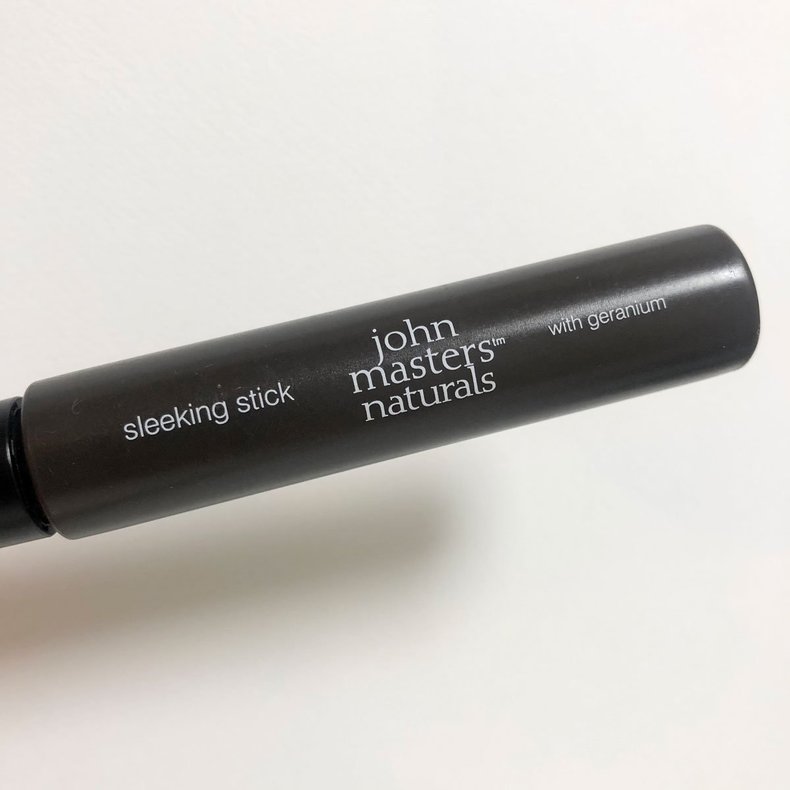 sleeking stick
john
masters™
naturals
with geranium